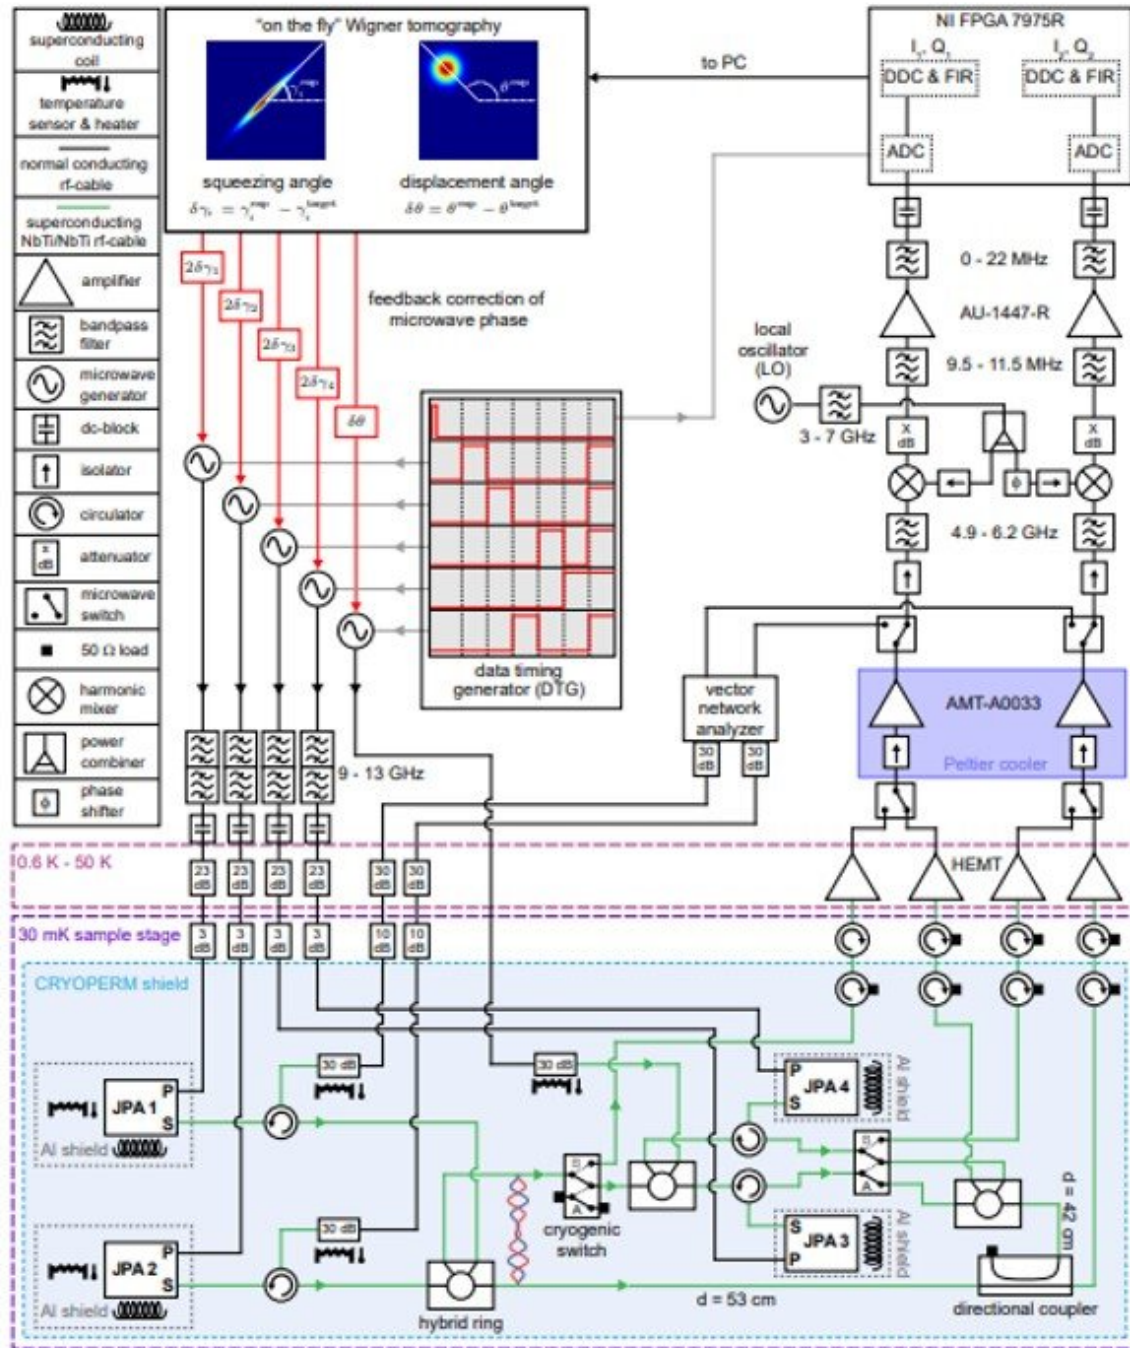 superconducting
coil
temperature
sensor & heater
normal conducting
rf-cable
superconducting
NbTi/NbTi rf-cable
amplifier
bandpass
filter
microwave
generator
dc-block
isolator
circulator
x
dB
attenuator
microwave
switch
50 Ω load
harmonic
mixer
power
combiner
ϕ
phase
shifter
"on the fly" Wigner tomography
γᵢᵉˣᵖ
θᵉˣᵖ
squeezing angle
displacement angle
δγᵢ = γᵢᵉˣᵖ − γᵢᵗᵃʳᵍᵉᵗ
δθ = θᵉˣᵖ − θᵗᵃʳᵍᵉᵗ
to PC
NI FPGA 7975R
I₁, Q₁
I₂, Q₂
DDC & FIR
DDC & FIR
ADC
ADC
0 - 22 MHz
AU-1447-R
9.5 - 11.5 MHz
X
dB
X
dB
local
oscillator
(LO)
3 - 7 GHz
ϕ
4.9 - 6.2 GHz
2δγ₁
2δγ₂
2δγ₃
2δγ₄
δθ
feedback correction of
microwave phase
data timing
generator (DTG)
vector
network
analyzer
30
dB
30
dB
AMT-A0033
Peltier cooler
9 - 13 GHz
0.6 K - 50 K
23
dB
23
dB
23
dB
23
dB
30
dB
30
dB
HEMT
30 mK sample stage
3
dB
3
dB
3
dB
3
dB
10
dB
10
dB
CRYOPERM shield
JPA 1
P
S
Al shield
30 dB
30 dB
JPA 4
P
S
Al shield
B
A
cryogenic
switch
B
A
JPA 2
P
S
Al shield
30 dB
hybrid ring
JPA 3
S
P
Al shield
d = 53 cm
d = 42 cm
directional coupler